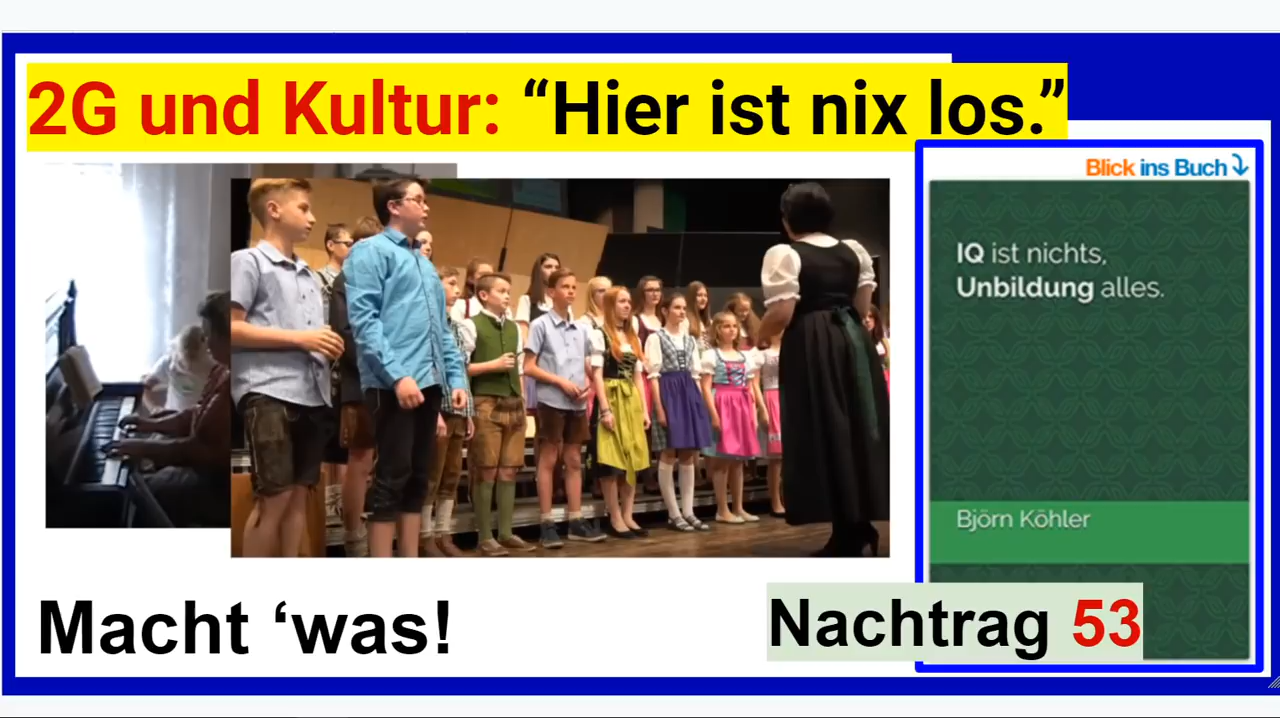 2G und Kultur: “Hier ist nix los.”
Blick ins Buch
IQ ist nichts,
Unbildung alles.
Björn Köhler
Macht ‘was!
Nachtrag 53